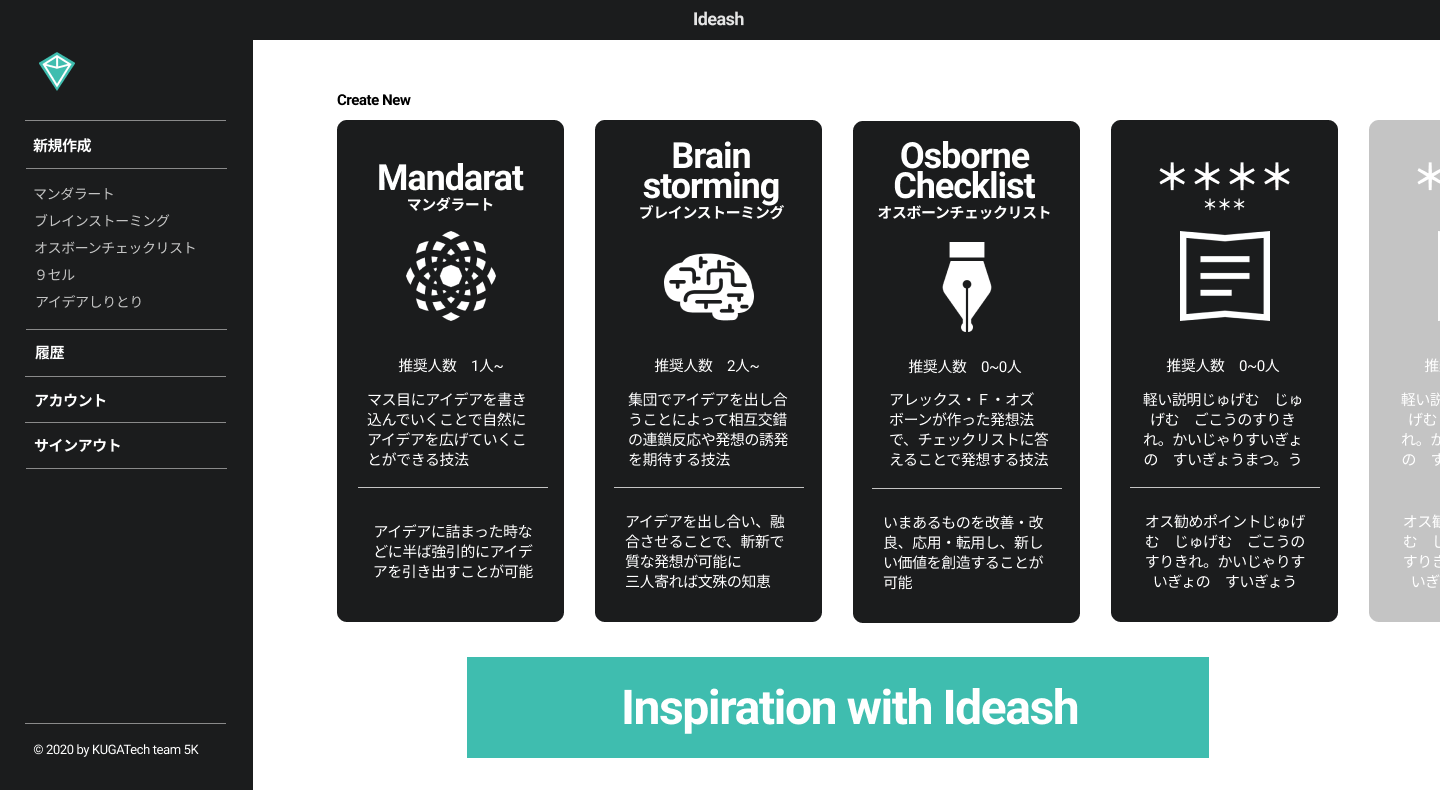 Ideash
新規作成
マンダラート
ブレインストーミング
オスボーンチェックリスト
９セル
アイデアしりとり
履歴
アカウント
サインアウト
© 2020 by KUGATech team 5K
Create New
Mandarat
マンダラート
推奨人数　1人~
マス目にアイデアを書き
込んでいくことで自然に
アイデアを広げていくこ
とができる技法
アイデアに詰まった時な
どに半ば強引的にアイデ
アを引き出すことが可能
Brain
storming
ブレインストーミング
推奨人数　2人~
集団でアイデアを出し合
うことによって相互交錯
の連鎖反応や発想の誘発
を期待する技法
アイデアを出し合い、融
合させることで、斬新で
質な発想が可能に
三人寄れば文殊の知恵
Osborne
Checklist
オスボーンチェックリスト
推奨人数　0~0人
アレックス・Ｆ・オズ
ボーンが作った発想法
で、チェックリストに答
えることで発想する技法
いまあるものを改善・改
良、応用・転用し、新し
い価値を創造することが
可能
＊＊＊＊
＊＊＊
推奨人数　0~0人
軽い説明じゅげむ　じゅ
げむ　ごこうのすりき
れ。かいじゃりすいぎょ
の　すいぎょうまつ。う
オス勧めポイントじゅげ
む　じゅげむ　ごこうの
すりきれ。かいじゃりす
いぎょの　すいぎょう
＊
推
軽い説
げむ
れ。か
の　す
オス勧
む　じ
すりき
いぎ
Inspiration with Ideash